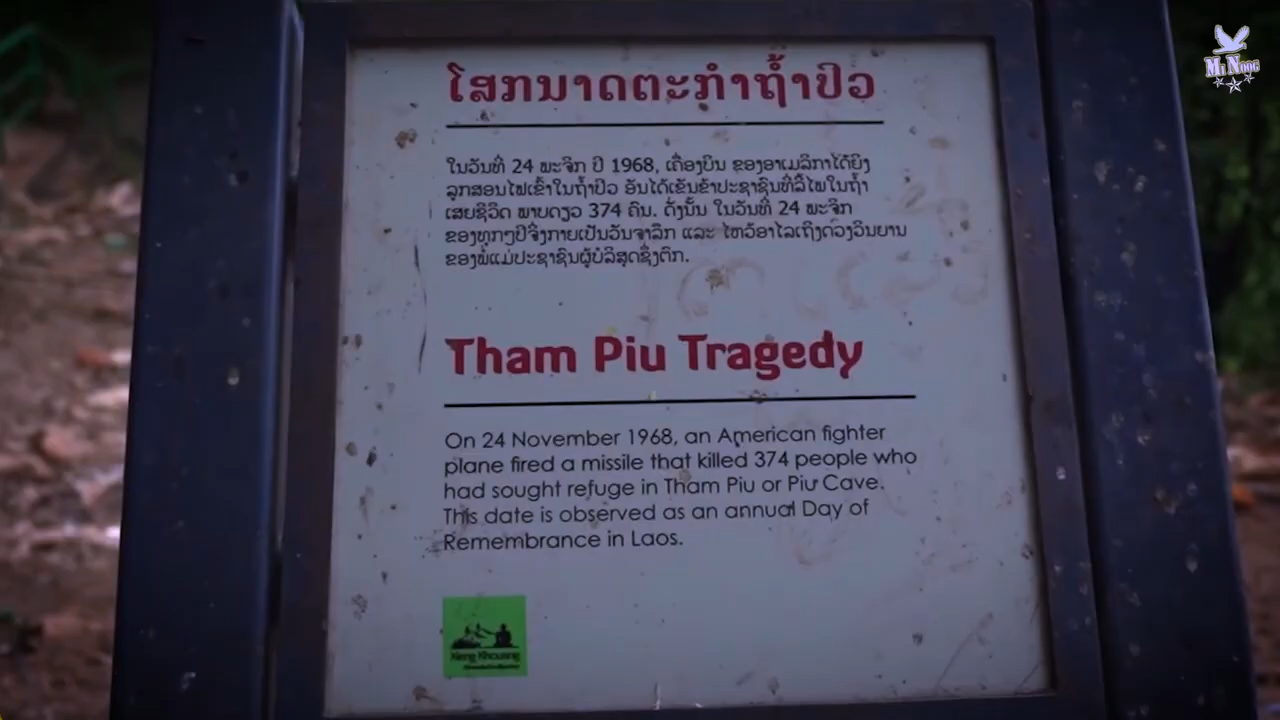 ໂສກນາດຕະກໍາຖໍ້າປິວ
ໃນວັນທີ 24 ພະຈິກ ປີ 1968, ເຄື່ອງບິນ ຂອງອາເມລິກາໄດ້ຍິງ
ລູກສອນໄຟເຂົ້າໃນຖໍ້າປິວ ອັນໄດ້ເຂັ່ນຂ້າປະຊາຊົນທີ່ລີ້ໄພໃນຖໍ້າ
ເສຍຊີວິດ ພາບດຽວ 374 ຄົນ. ດັ່ງນັ້ນ ໃນວັນທີ 24 ພະຈິກ
ຂອງທຸກໆປີຈຶ່ງກາຍເປັນວັນຈາລຶກ ແລະ ໄຫວ້ອາໄລເຖິງດວງວິນຍານ
ຂອງພໍ່ແມ່ປະຊາຊົນຜູ້ບໍລິສຸດຊຶ່ງຕຶກ.
Tham Piu Tragedy
On 24 November 1968, an American fighter
plane fired a missile that killed 374 people who
had sought refuge in Tham Piu or Piu Cave.
This date is observed as an annual Day of
Remembrance in Laos.
Xieng Khouang
MI NOOG